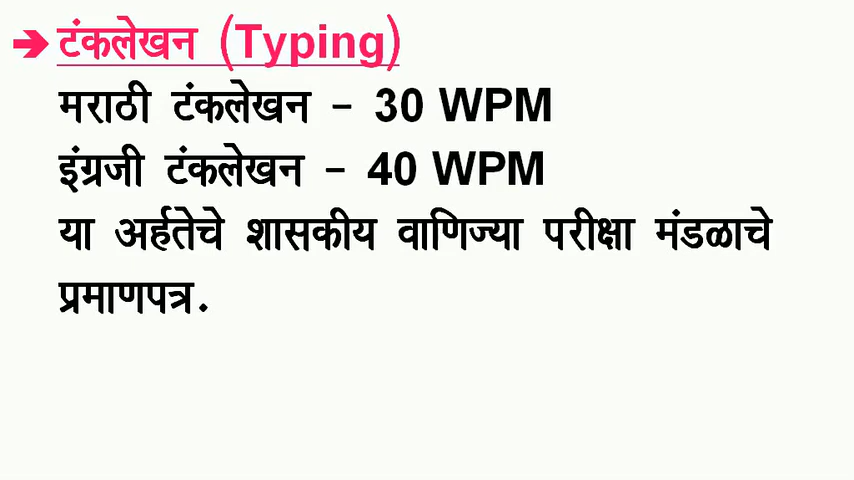 ➔ टंकलेखन (Typing)
मराठी टंकलेखन - 30 WPM
इंग्रजी टंकलेखन - 40 WPM
या अर्हतेचे शासकीय वाणिज्या परीक्षा मंडळाचे
प्रमाणपत्र.